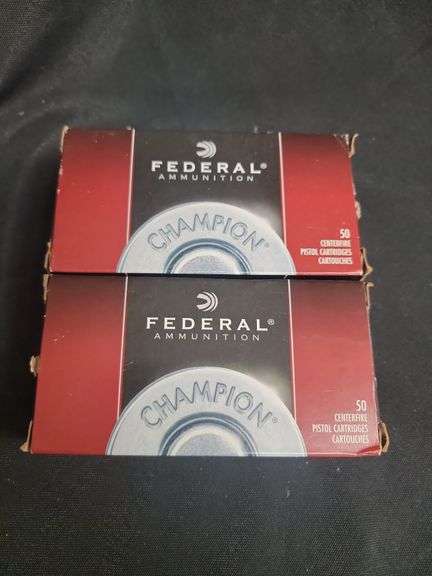 FEDERAL®
AMMUNITION
CHAMPION®
50
CENTERFIRE
PISTOL CARTRIDGES
CARTOUCHES
FEDERAL®
AMMUNITION
CHAMPION®
50
CENTERFIRE
PISTOL CARTRIDGES
CARTOUCHES